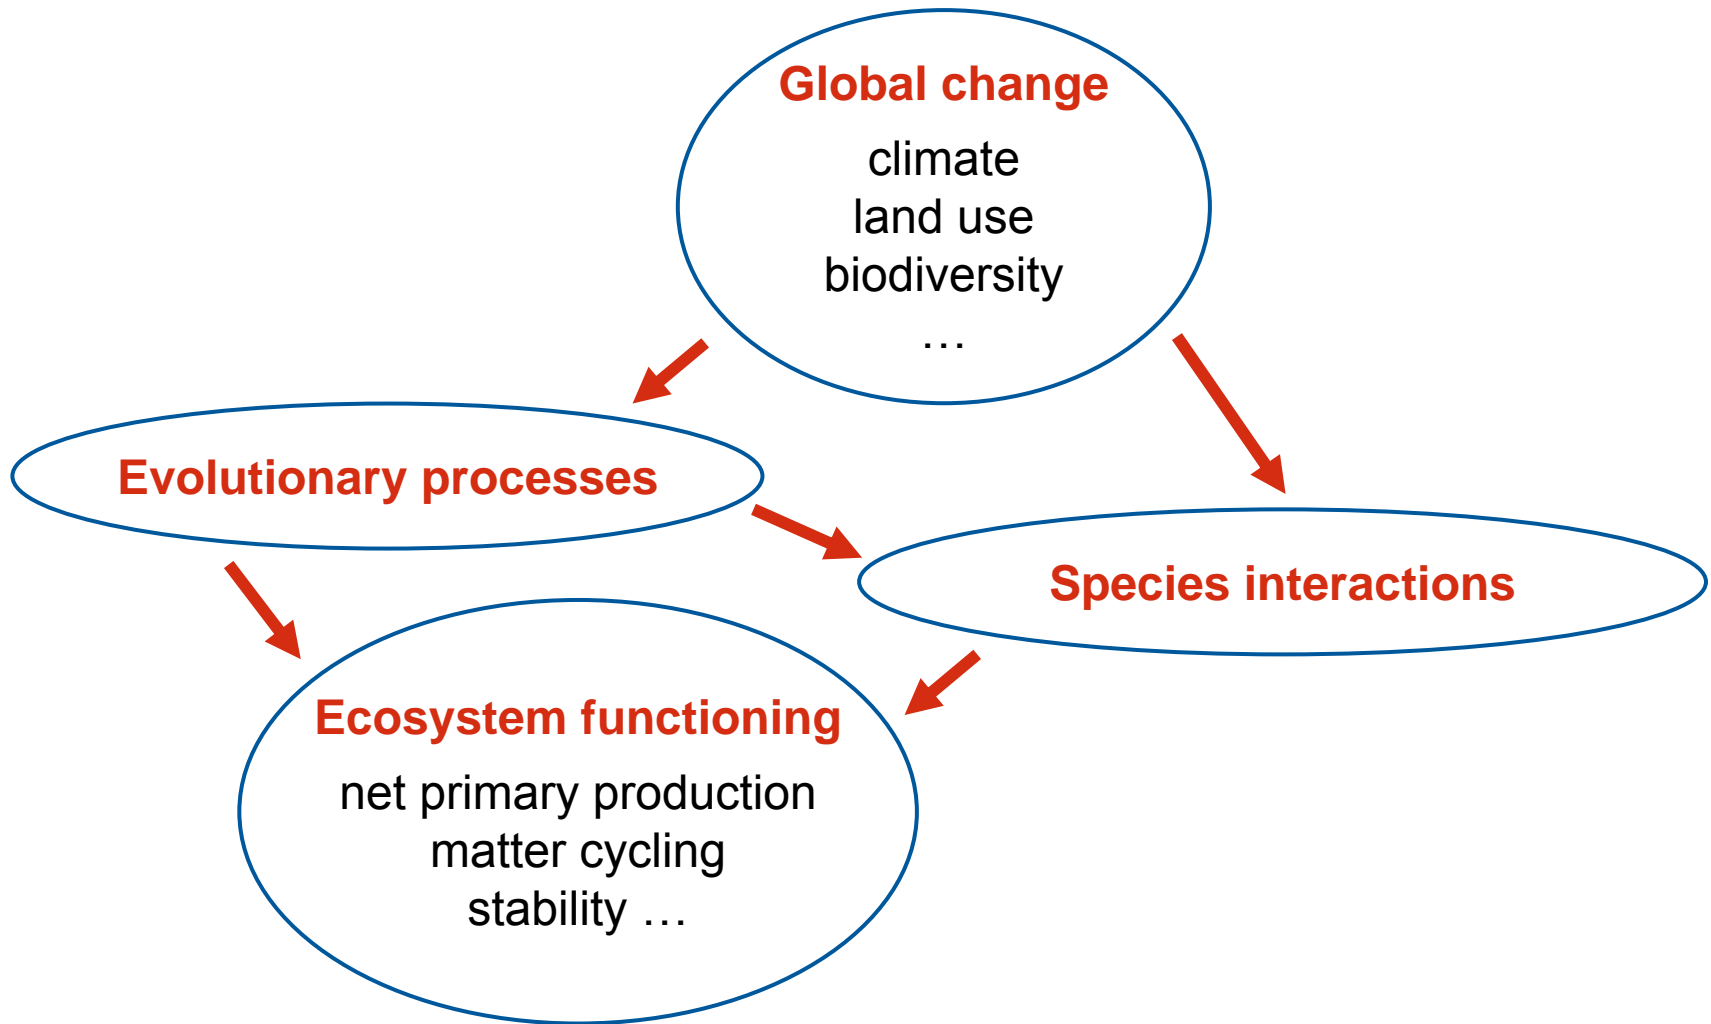 Global change
climate
land use
biodiversity
…
Evolutionary processes
Species interactions
Ecosystem functioning
net primary production
matter cycling
stability …